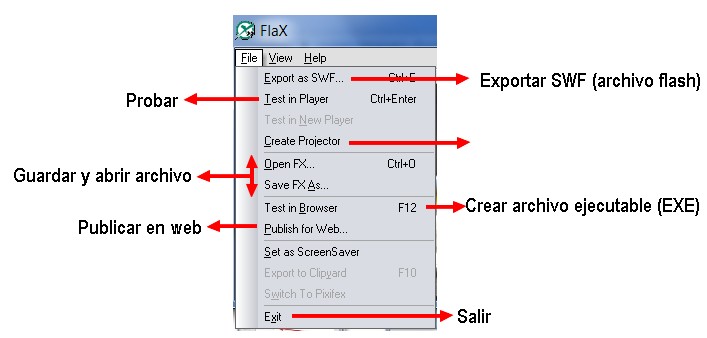 FlaX
File View Help
Export as SWF... Ctrl+E Exportar SWF (archivo flash)
Probar Test in Player Ctrl+Enter
Test in New Player
Create Projector
Open FX... Ctrl+O
Guardar y abrir archivo
Save FX As...
Test in Browser F12 Crear archivo ejecutable (EXE)
Publicar en web Publish for Web...
Set as ScreenSaver
Export to Clipyard F10
Switch To Pixifex
Exit Salir